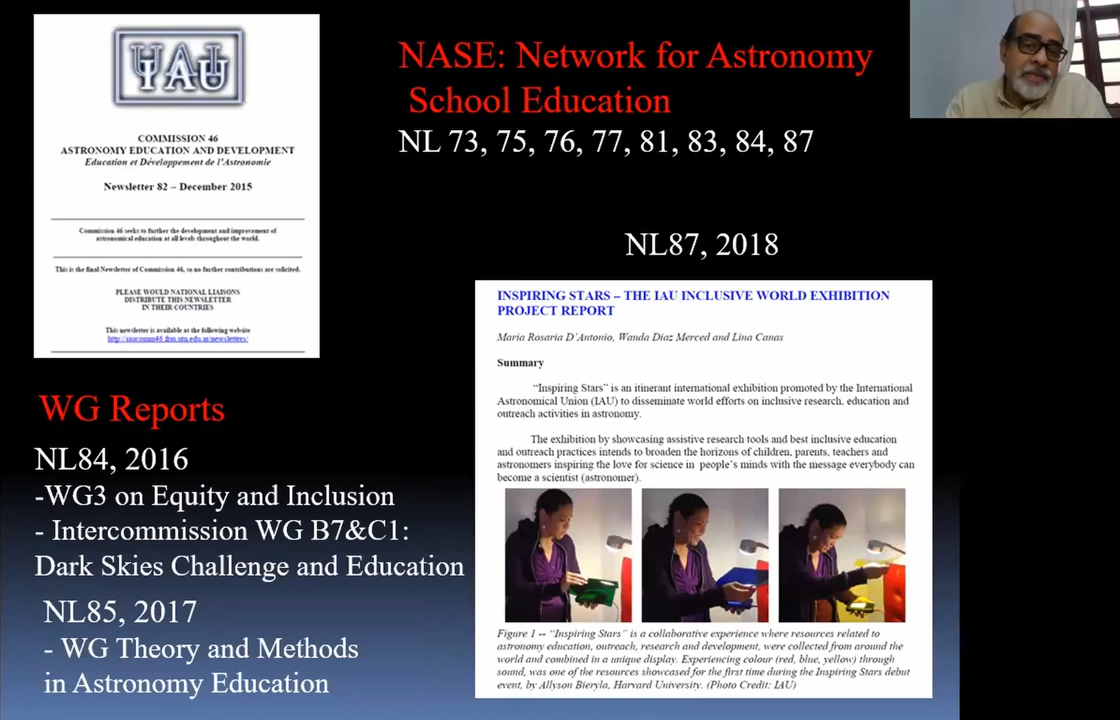 IAU
COMMISSION 46
ASTRONOMY EDUCATION AND DEVELOPMENT
Education et Développement de l'Astronomie
Newsletter 82 – December 2015
Commission 46 seeks to further the development and improvement of
astronomical education at all levels throughout the world.
This is the final Newsletter of Commission 46, so no further contributions are solicited.
PLEASE WOULD NATIONAL LIAISONS
DISTRIBUTE THIS NEWSLETTER
IN THEIR COUNTRIES
This newsletter is available at the following website
http://iaucomm46.frm.utn.edu.ar/newsletters/
NASE: Network for Astronomy
School Education
NL 73, 75, 76, 77, 81, 83, 84, 87
WG Reports
NL84, 2016
-WG3 on Equity and Inclusion
- Intercommission WG B7&C1:
Dark Skies Challenge and Education
NL85, 2017
- WG Theory and Methods
in Astronomy Education
NL87, 2018
INSPIRING STARS – THE IAU INCLUSIVE WORLD EXHIBITION
PROJECT REPORT
Maria Rosaria D'Antonio, Wanda Diaz Merced and Lina Canas
Summary
"Inspiring Stars" is an itinerant international exhibition promoted by the International
Astronomical Union (IAU) to disseminate world efforts on inclusive research, education and
outreach activities in astronomy.
The exhibition by showcasing assistive research tools and best inclusive education
and outreach practices intends to broaden the horizons of children, parents, teachers and
astronomers inspiring the love for science in people's minds with the message everybody can
become a scientist (astronomer).
Figure 1 -- "Inspiring Stars" is a collaborative experience where resources related to
astronomy education, outreach, research and development, were collected from around the
world and combined in a unique display. Experiencing colour (red, blue, yellow) through
sound, was one of the resources showcased for the first time during the Inspiring Stars debut
event, by Allyson Bieryla, Harvard University. (Photo Credit: IAU)